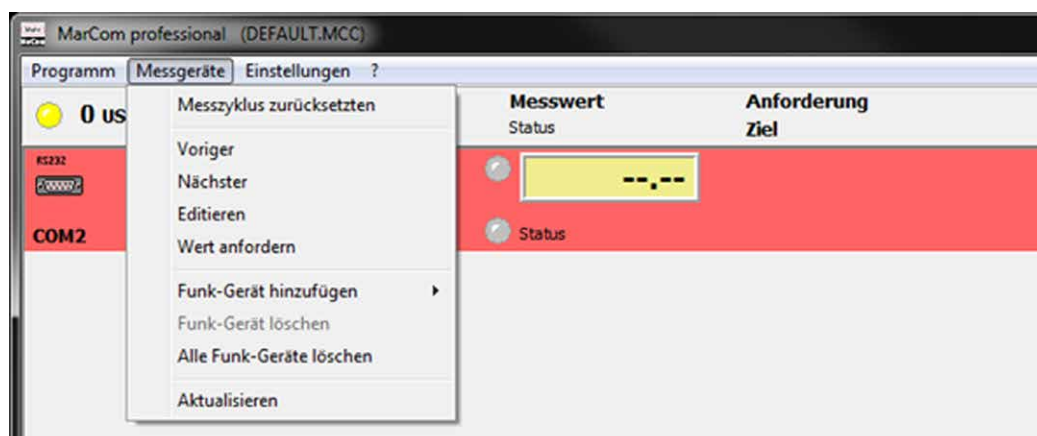 MarCom professional (DEFAULT.MCC)
Programm Messgeräte Einstellungen ?
0 US
Messwert
Status
Anforderung
Ziel
RS232
COM2
--.--
Status
Messzyklus zurücksetzten
Voriger
Nächster
Editieren
Wert anfordern
Funk-Gerät hinzufügen
Funk-Gerät löschen
Alle Funk-Geräte löschen
Aktualisieren